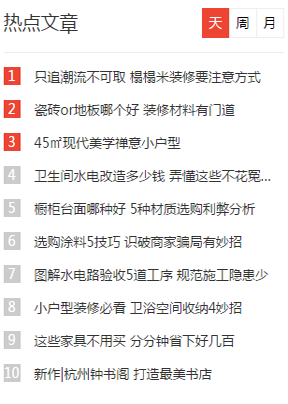 热点文章
天 周 月
1 只追潮流不可取 榻榻米装修要注意方式
2 瓷砖or地板哪个好 装修材料有门道
3 45㎡现代美学禅意小户型
4 卫生间水电改造多少钱 弄懂这些不花冤...
5 橱柜台面哪种好 5种材质选购利弊分析
6 选购涂料5技巧 识破商家骗局有妙招
7 图解水电路验收5道工序 规范施工隐患少
8 小户型装修必看 卫浴空间收纳4妙招
9 这些家具不用买 分分钟省下好几百
10 新作|杭州钟书阁 打造最美书店